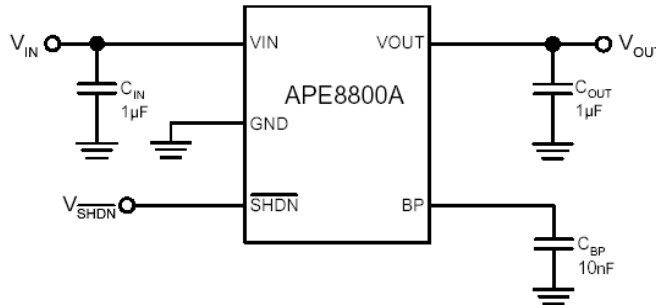 VIN VIN VOUT VOUT
CIN COUT
1µF APE8800A 1µF
GND
VSHDN SHDN BP
CBP
10nF